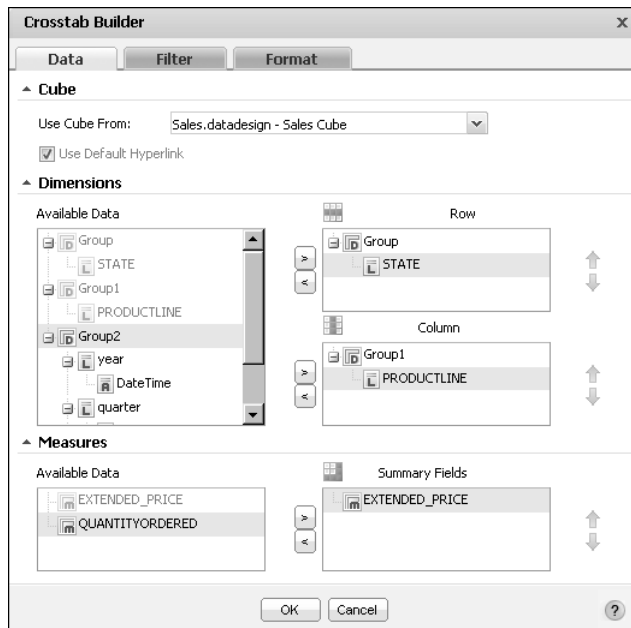 Crosstab Builder x
Data Filter Format
Cube
Use Cube From: Sales.datadesign - Sales Cube
Use Default Hyperlink
Dimensions
Available Data Row
Group
STATE
Group1
PRODUCTLINE
Group2
year
DateTime
quarter
> <
Group
STATE
Column
> <
Group1
PRODUCTLINE
Measures
Available Data Summary Fields
EXTENDED_PRICE
QUANTITYORDERED
> <
EXTENDED_PRICE
OK Cancel ?